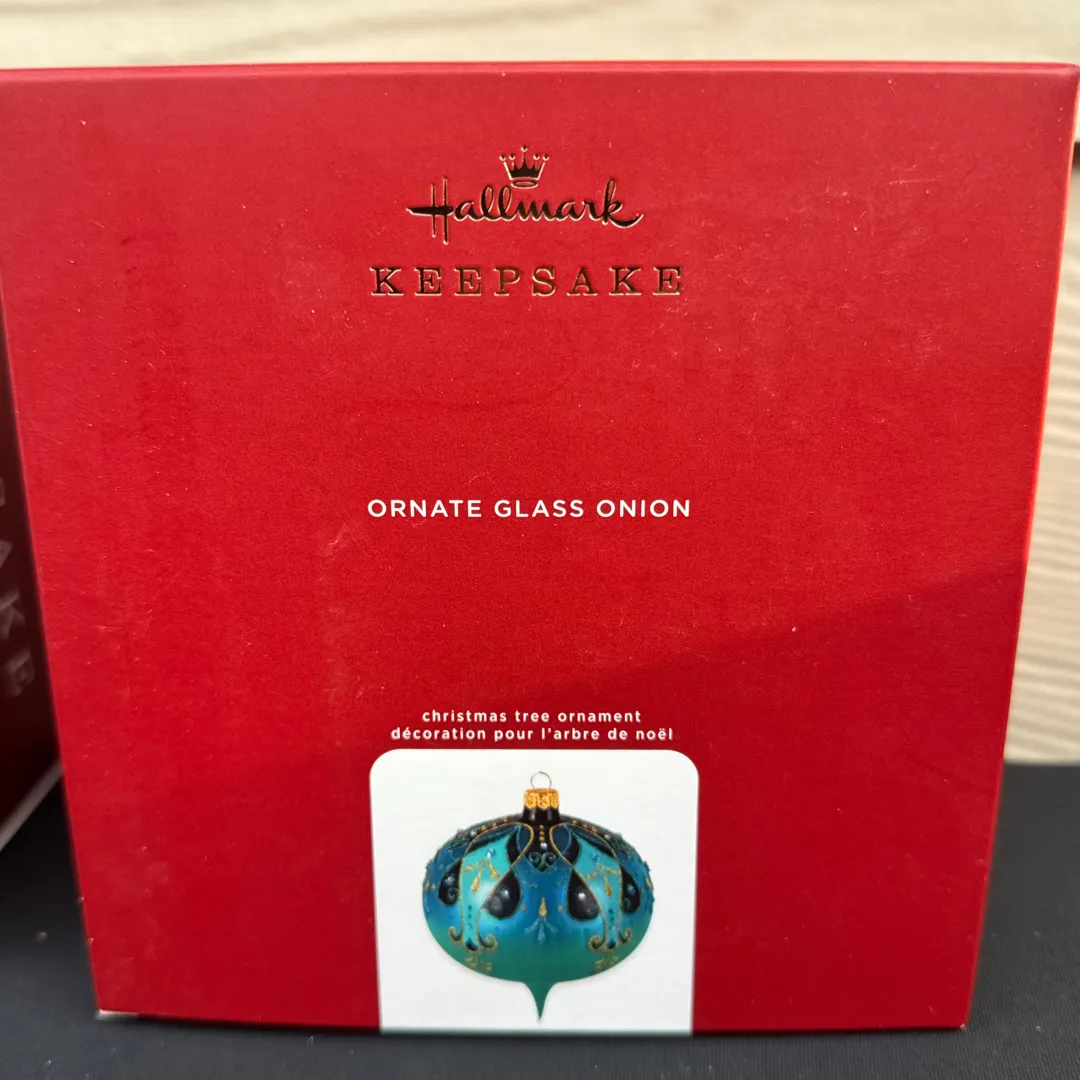 Hallmark
KEEPSAKE
ORNATE GLASS ONION
christmas tree ornament
décoration pour l'arbre de noël